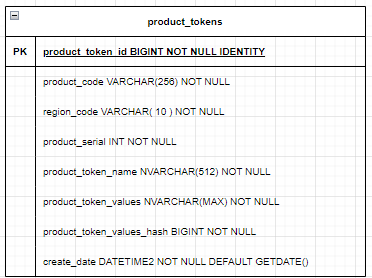 product_tokens
PK product_token_id BIGINT NOT NULL IDENTITY
product_code VARCHAR(256) NOT NULL
region_code VARCHAR( 10 ) NOT NULL
product_serial INT NOT NULL
product_token_name NVARCHAR(512) NOT NULL
product_token_values NVARCHAR(MAX) NOT NULL
product_token_values_hash BIGINT NOT NULL
create_date DATETIME2 NOT NULL DEFAULT GETDATE()